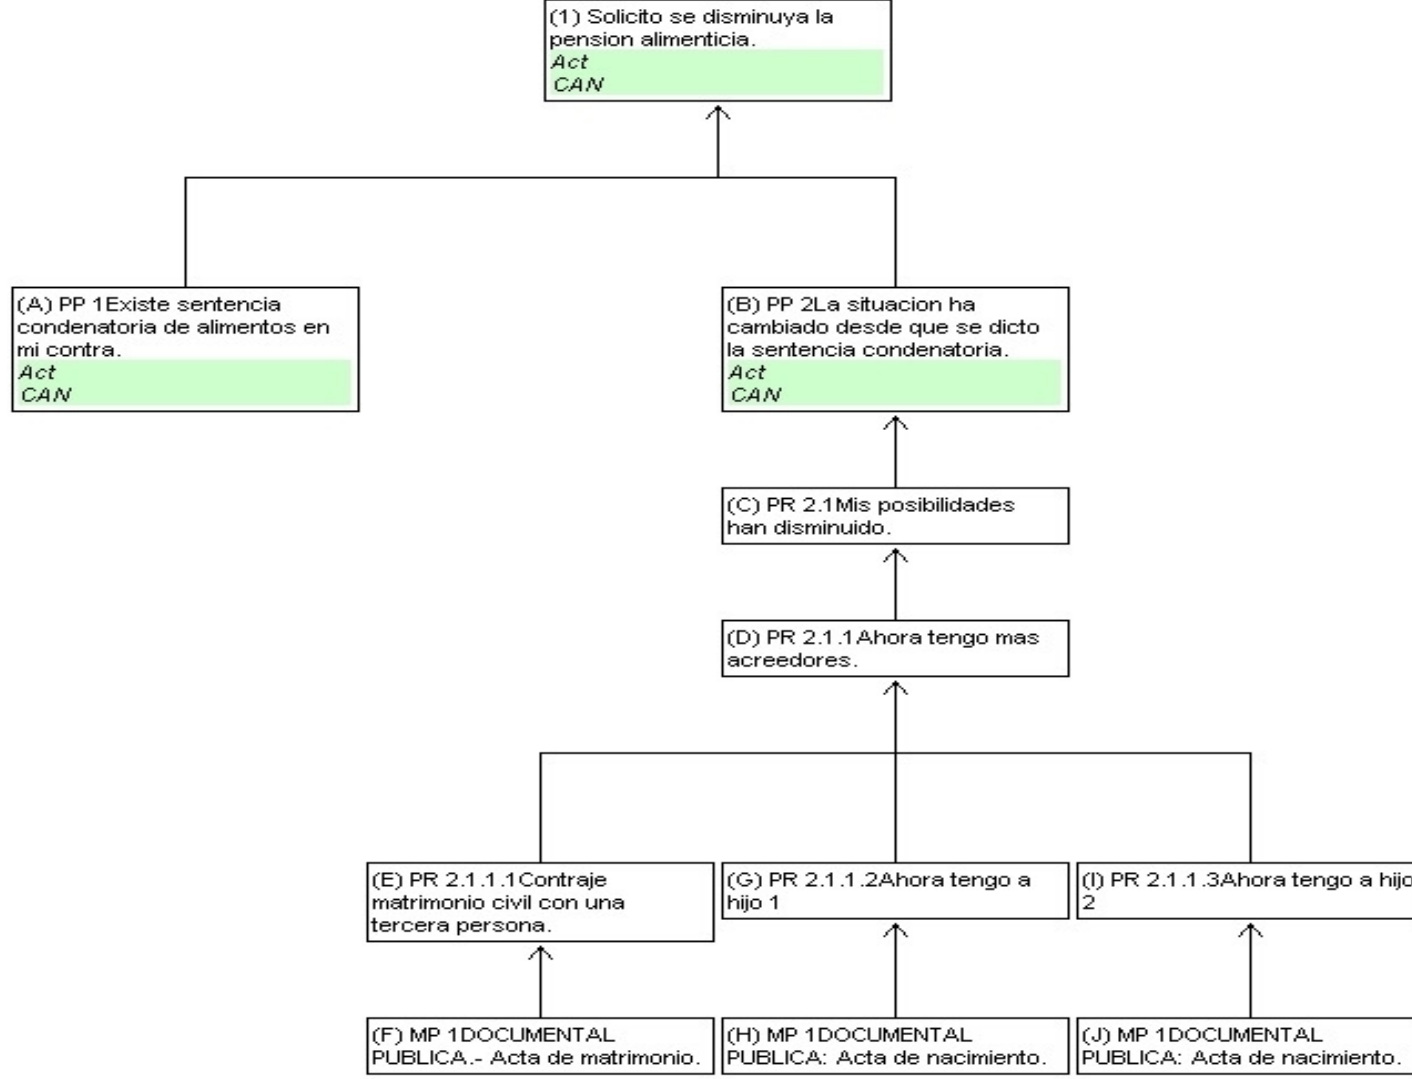 (1) Solicito se disminuya la
pension alimenticia.
Act
CAN
(A) PP 1Existe sentencia
condenatoria de alimentos en
mi contra.
Act
CAN
(B) PP 2La situacion ha
cambiado desde que se dicto
la sentencia condenatoria.
Act
CAN
(C) PR 2.1Mis posibilidades
han disminuido.
(D) PR 2.1.1Ahora tengo mas
acreedores.
(E) PR 2.1.1.1Contraje
matrimonio civil con una
tercera persona.
(G) PR 2.1.1.2Ahora tengo a
hijo 1
(I) PR 2.1.1.3Ahora tengo a hijo
2
(F) MP 1DOCUMENTAL
PUBLICA.- Acta de matrimonio.
(H) MP 1DOCUMENTAL
PUBLICA: Acta de nacimiento.
(J) MP 1DOCUMENTAL
PUBLICA: Acta de nacimiento.